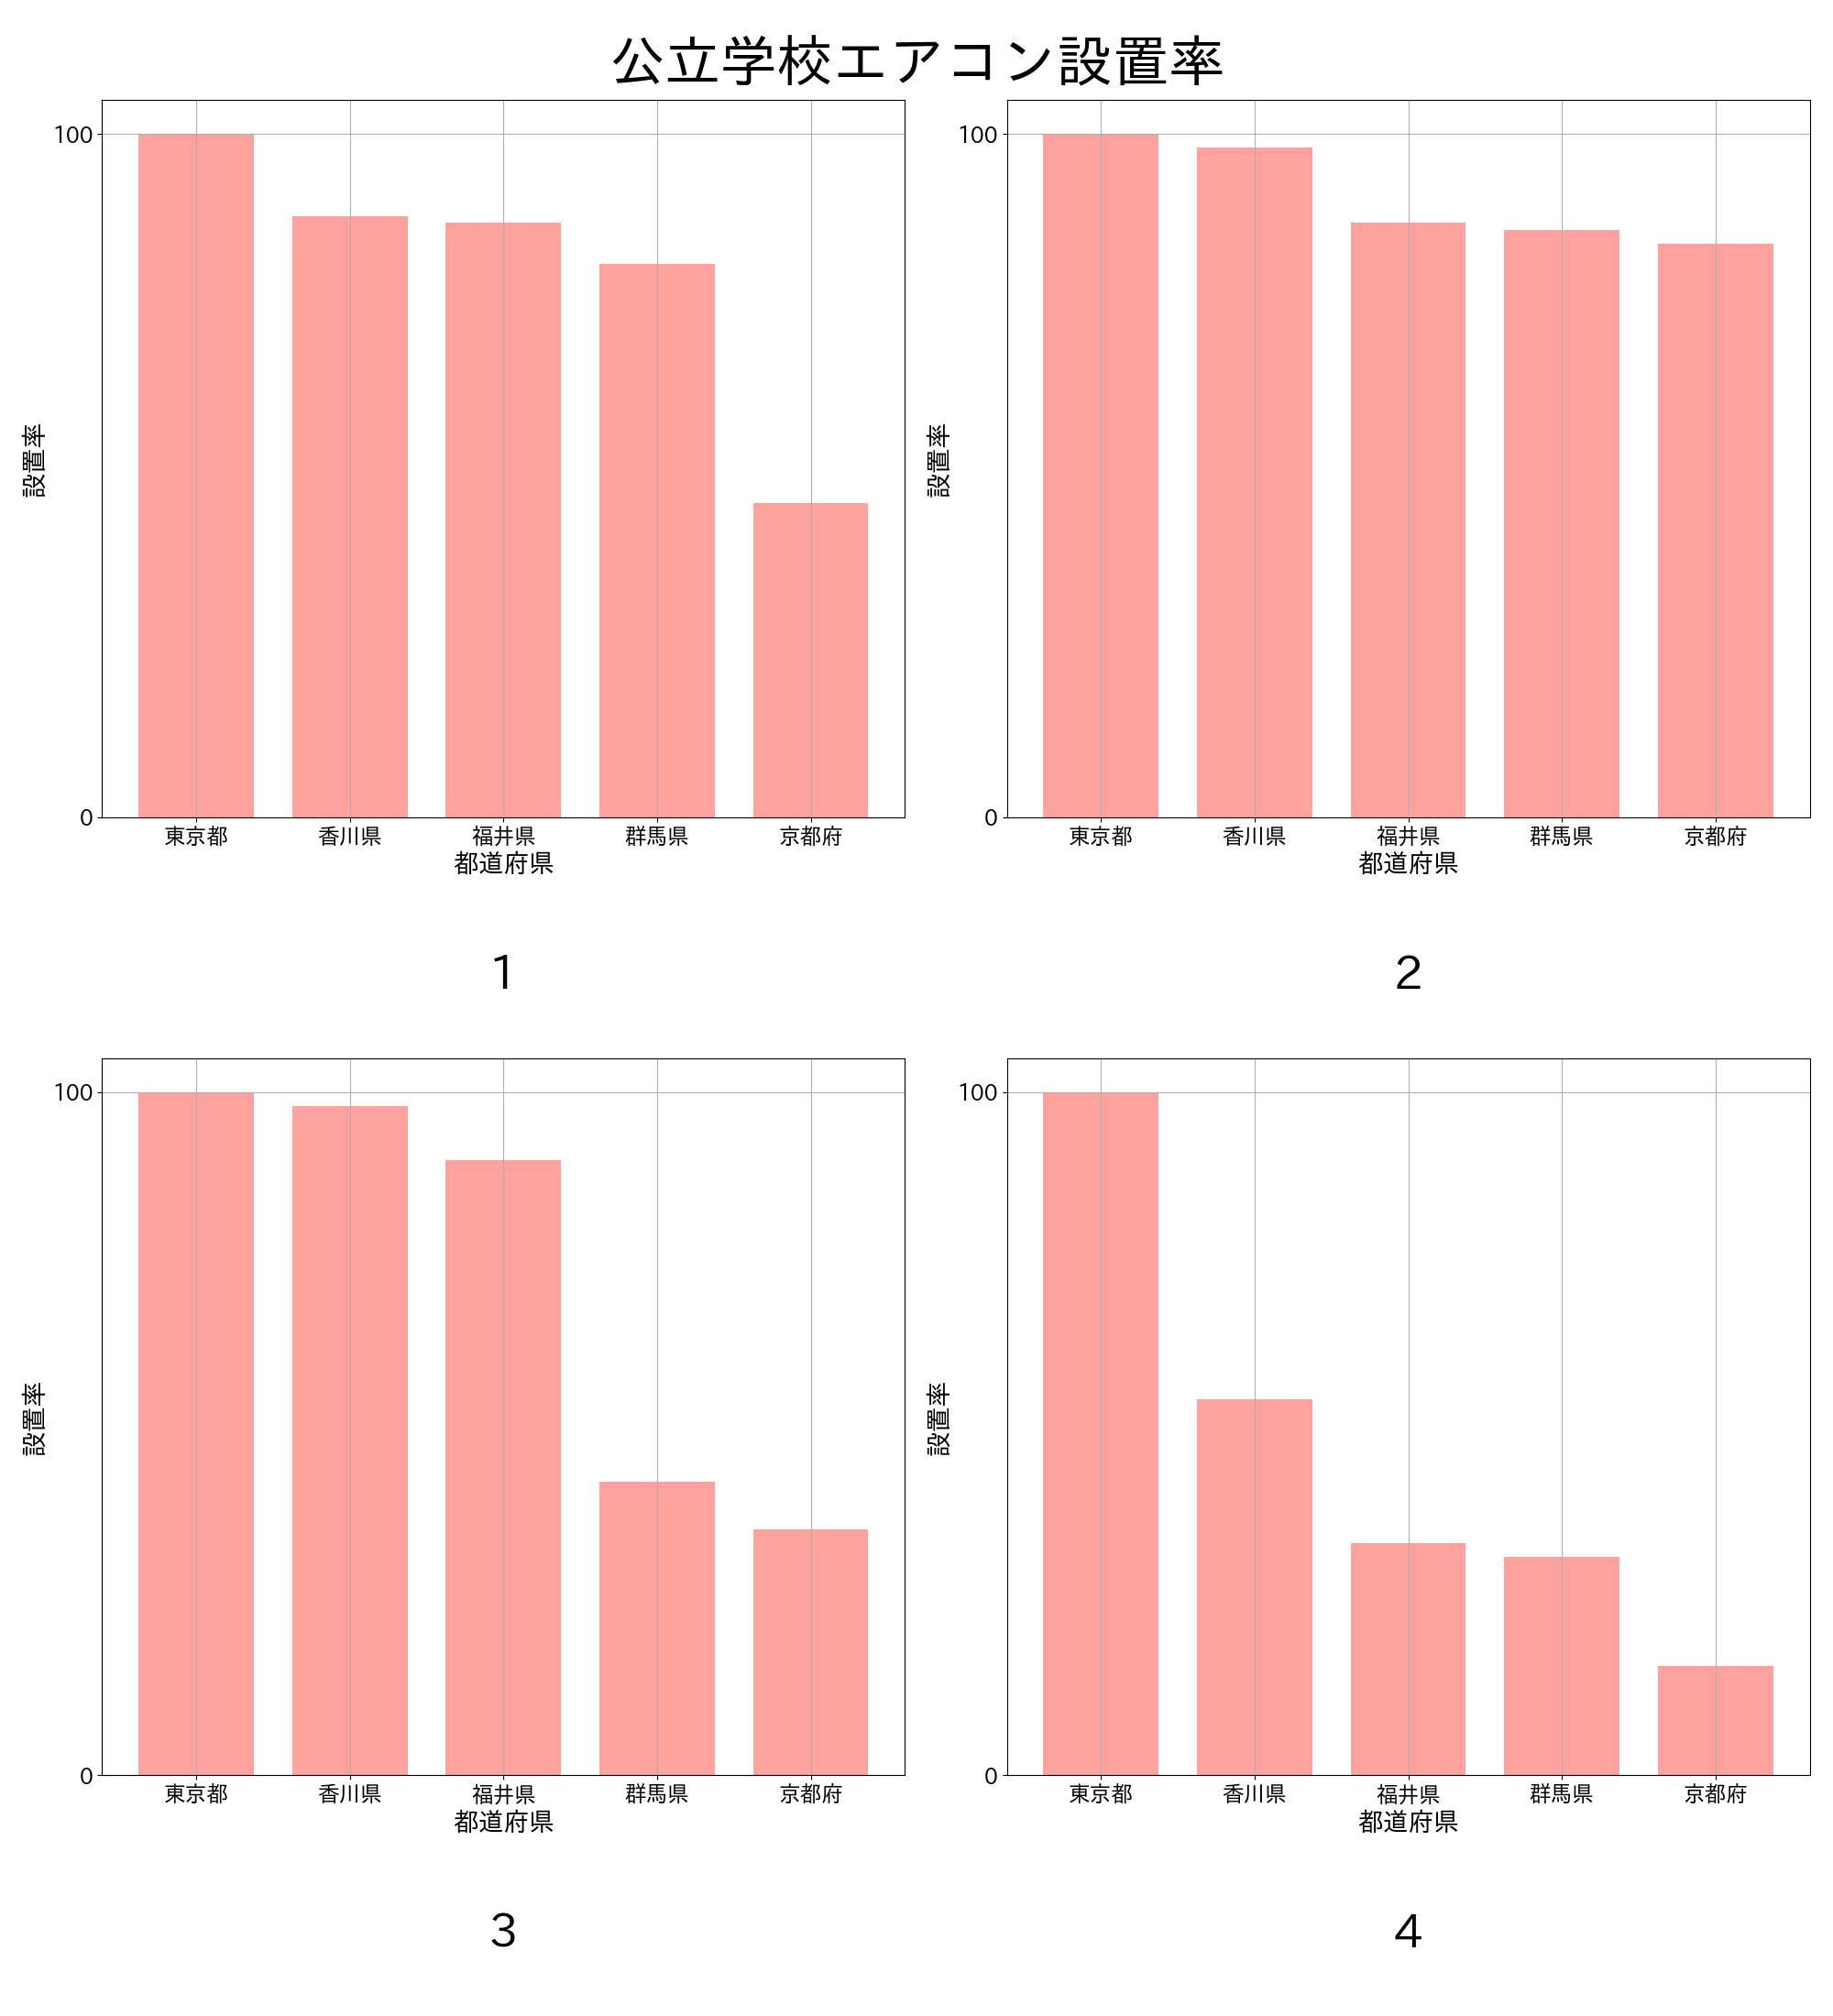 公立学校エアコン設置率
100
0
設置率
東京都 香川県 福井県 群馬県 京都府
都道府県
1
100
0
設置率
東京都 香川県 福井県 群馬県 京都府
都道府県
2
100
0
設置率
東京都 香川県 福井県 群馬県 京都府
都道府県
3
100
0
設置率
東京都 香川県 福井県 群馬県 京都府
都道府県
4